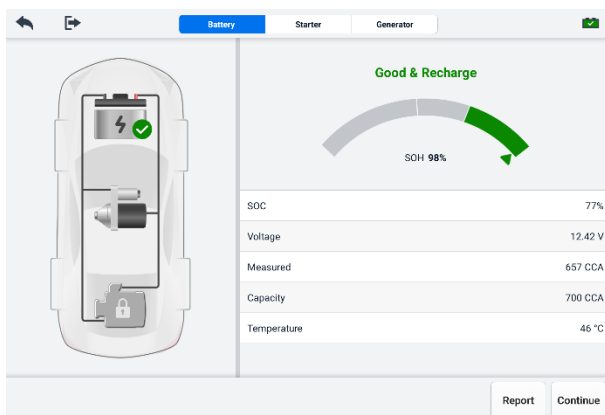 Battery Starter Generator
Good & Recharge
SOH 98%
SOC 77%
Voltage 12.42 V
Measured 657 CCA
Capacity 700 CCA
Temperature 46 °C
Report Continue